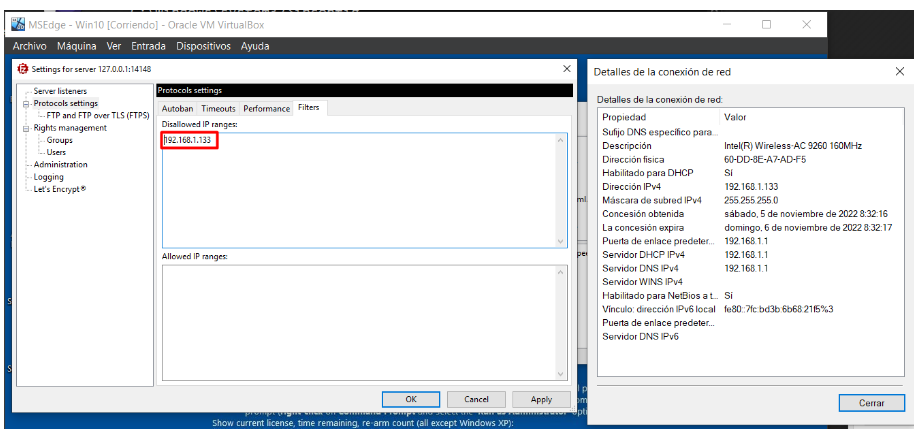 MSEdge - Win10 [Corriendo] - Oracle VM VirtualBox
Archivo Máquina Ver Entrada Dispositivos Ayuda
Settings for server 127.0.0.1:14148
Server listeners
Protocols settings
FTP and FTP over TLS (FTPS)
Rights management
Groups
Users
Administration
Logging
Let's Encrypt®
Protocols settings
Autoban Timeouts Performance Filters
Disallowed IP ranges:
192.168.1.133
Allowed IP ranges:
OK Cancel Apply
Show current license, time remaining, re-arm count (all except Windows XP):
Detalles de la conexión de red
Detalles de la conexión de red:
Propiedad Valor
Sufijo DNS específico para...
Descripción Intel(R) Wireless-AC 9260 160MHz
Dirección física 60-DD-8E-A7-AD-F5
Habilitado para DHCP Sí
Dirección IPv4 192.168.1.133
Máscara de subred IPv4 255.255.255.0
Concesión obtenida sábado, 5 de noviembre de 2022 8:32:16
La concesión expira domingo, 6 de noviembre de 2022 8:32:17
Puerta de enlace predeter... 192.168.1.1
Servidor DHCP IPv4 192.168.1.1
Servidor DNS IPv4 192.168.1.1
Servidor WINS IPv4
Habilitado para NetBios a t... Sí
Vínculo: dirección IPv6 local fe80::7fc:bd3b:6b68:21f5%3
Puerta de enlace predeter...
Servidor DNS IPv6
Cerrar